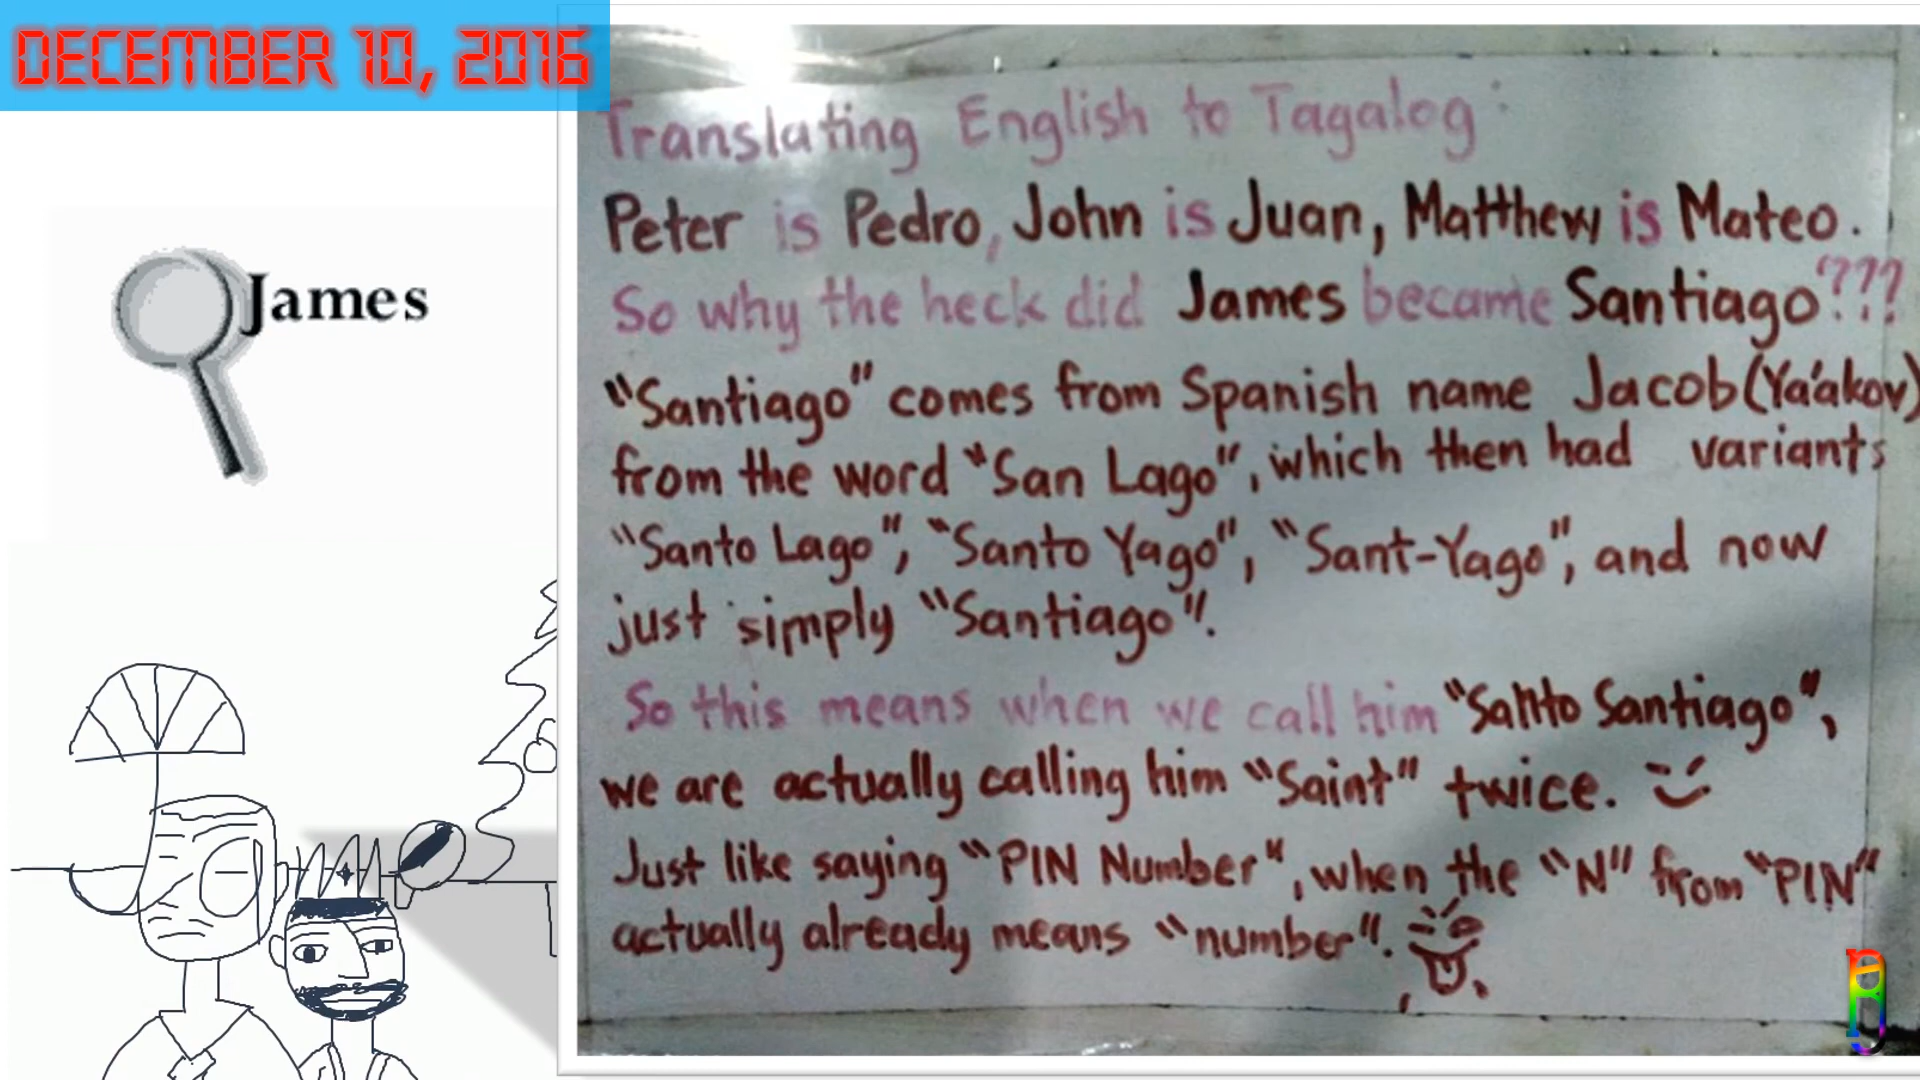 DECEMBER 10, 2016
James
Translating English to Tagalog:
Peter is Pedro, John is Juan, Matthew is Mateo.
So why the heck did James became Santiago???
"Santiago" comes from Spanish name Jacob (Ya'akov)
from the word "San Lago", which then had variants
"Santo Lago", "Santo Yago", "Sant-Yago", and now
just simply "Santiago".
So this means when we call him "Santo Santiago",
we are actually calling him "Saint" twice.
Just like saying "PIN Number", when the "N" from "PIN"
actually already means "number".